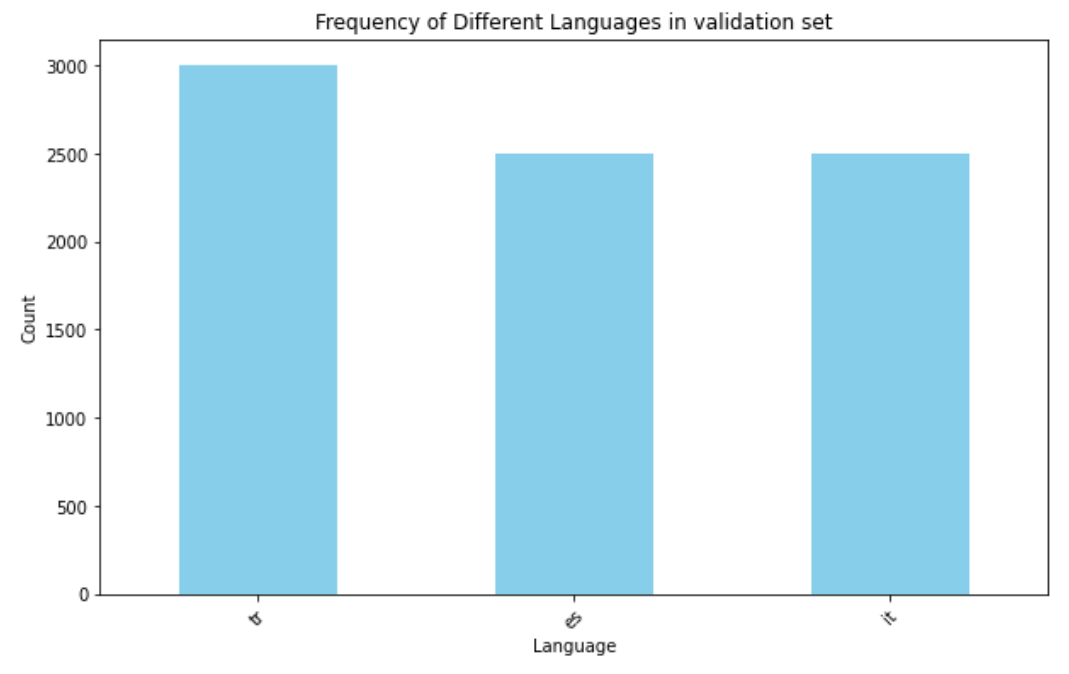 Frequency of Different Languages in validation set
3000
2500
2000
1500
1000
500
0
Count
tr
es
it
Language